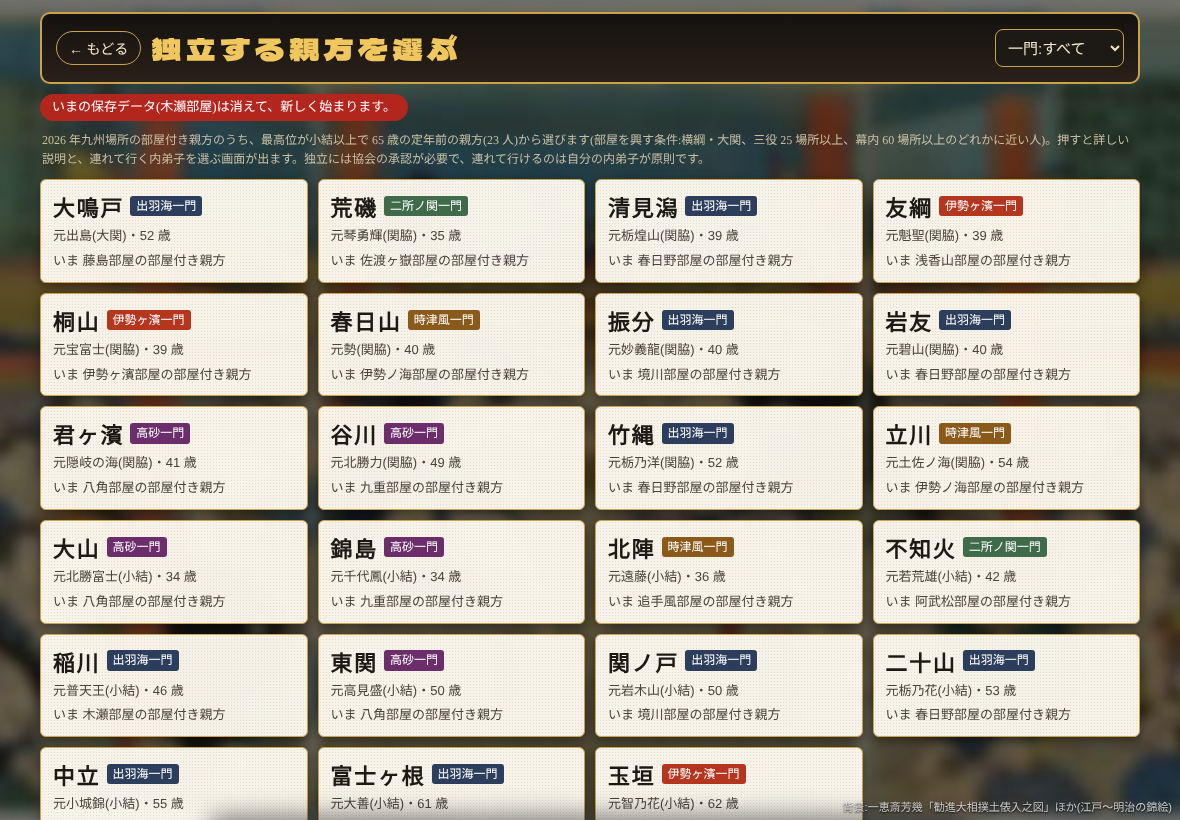 ← もどる
独立する親方を選ぶ
一門:すべて
いまの保存データ(木瀬部屋)は消えて、新しく始まります。
2026 年九州場所の部屋付き親方のうち、最高位が小結以上で 65 歳の定年前の親方(23 人)から選びます(部屋を興す条件:横綱・大関、三役 25 場所以上、幕内 60 場所以上のどれかに近い人)。押すと詳しい
説明と、連れて行く内弟子を選ぶ画面が出ます。独立には協会の承認が必要で、連れて行けるのは自分の内弟子が原則です。
大鳴戸 出羽海一門
元出島(大関)・52 歳
いま 藤島部屋の部屋付き親方
荒磯 二所ノ関一門
元琴勇輝(関脇)・35 歳
いま 佐渡ヶ嶽部屋の部屋付き親方
清見潟 出羽海一門
元栃煌山(関脇)・39 歳
いま 春日野部屋の部屋付き親方
友綱 伊勢ヶ濱一門
元魁聖(関脇)・39 歳
いま 浅香山部屋の部屋付き親方
桐山 伊勢ヶ濱一門
元宝富士(関脇)・39 歳
いま 伊勢ヶ濱部屋の部屋付き親方
春日山 時津風一門
元勢(関脇)・40 歳
いま 伊勢ノ海部屋の部屋付き親方
振分 出羽海一門
元妙義龍(関脇)・40 歳
いま 境川部屋の部屋付き親方
岩友 出羽海一門
元碧山(関脇)・40 歳
いま 春日野部屋の部屋付き親方
君ヶ濱 高砂一門
元隠岐の海(関脇)・41 歳
いま 八角部屋の部屋付き親方
谷川 高砂一門
元北勝力(関脇)・49 歳
いま 九重部屋の部屋付き親方
竹縄 出羽海一門
元栃乃洋(関脇)・52 歳
いま 春日野部屋の部屋付き親方
立川 時津風一門
元土佐ノ海(関脇)・54 歳
いま 伊勢ノ海部屋の部屋付き親方
大山 高砂一門
元北勝富士(小結)・34 歳
いま 八角部屋の部屋付き親方
錦島 高砂一門
元千代鳳(小結)・34 歳
いま 九重部屋の部屋付き親方
北陣 時津風一門
元遠藤(小結)・36 歳
いま 追手風部屋の部屋付き親方
不知火 二所ノ関一門
元若荒雄(小結)・42 歳
いま 阿武松部屋の部屋付き親方
稲川 出羽海一門
元普天王(小結)・46 歳
いま 木瀬部屋の部屋付き親方
東関 高砂一門
元高見盛(小結)・50 歳
いま 八角部屋の部屋付き親方
関ノ戸 出羽海一門
元岩木山(小結)・50 歳
いま 境川部屋の部屋付き親方
二十山 出羽海一門
元栃乃花(小結)・53 歳
いま 春日野部屋の部屋付き親方
中立 出羽海一門
元小城錦(小結)・55 歳
富士ヶ根 出羽海一門
元大善(小結)・61 歳
玉垣 伊勢ヶ濱一門
元智乃花(小結)・62 歳
背景:一恵斎芳幾「勧進大相撲土俵入之図」ほか(江戸〜明治の錦絵)